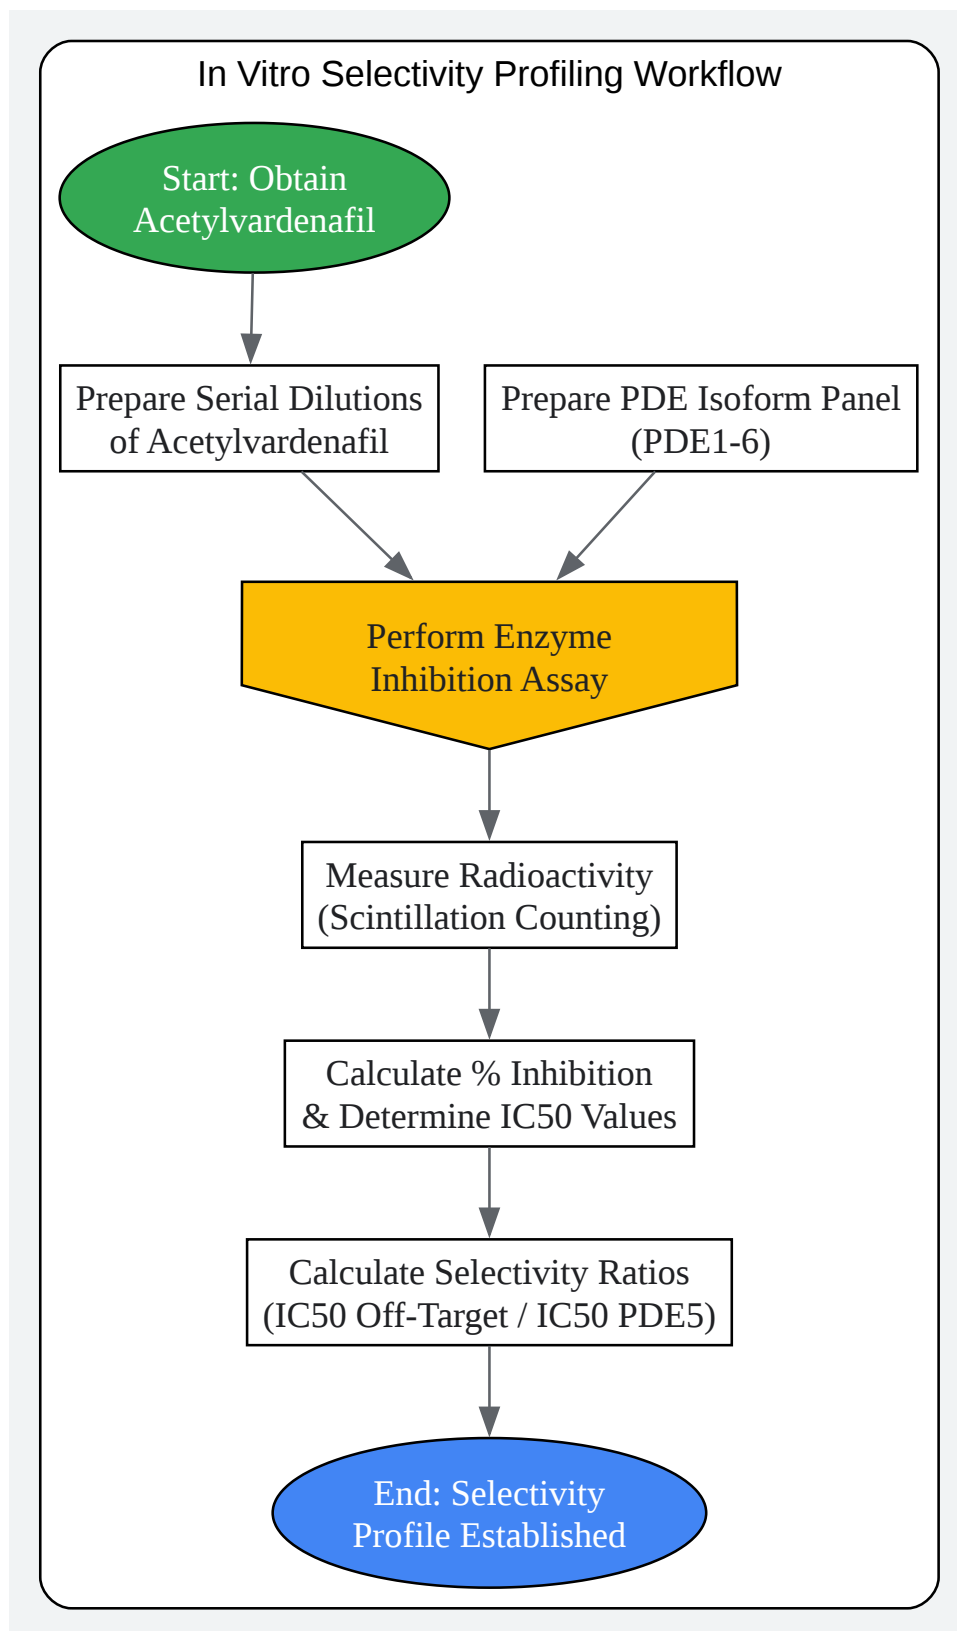 In Vitro Selectivity Profiling Workflow
Start: Obtain
Acetylvardenafil
Prepare Serial Dilutions
of Acetylvardenafil
Prepare PDE Isoform Panel
(PDE1-6)
Perform Enzyme
Inhibition Assay
Measure Radioactivity
(Scintillation Counting)
Calculate % Inhibition
& Determine IC50 Values
Calculate Selectivity Ratios
(IC50 Off-Target / IC50 PDE5)
End: Selectivity
Profile Established